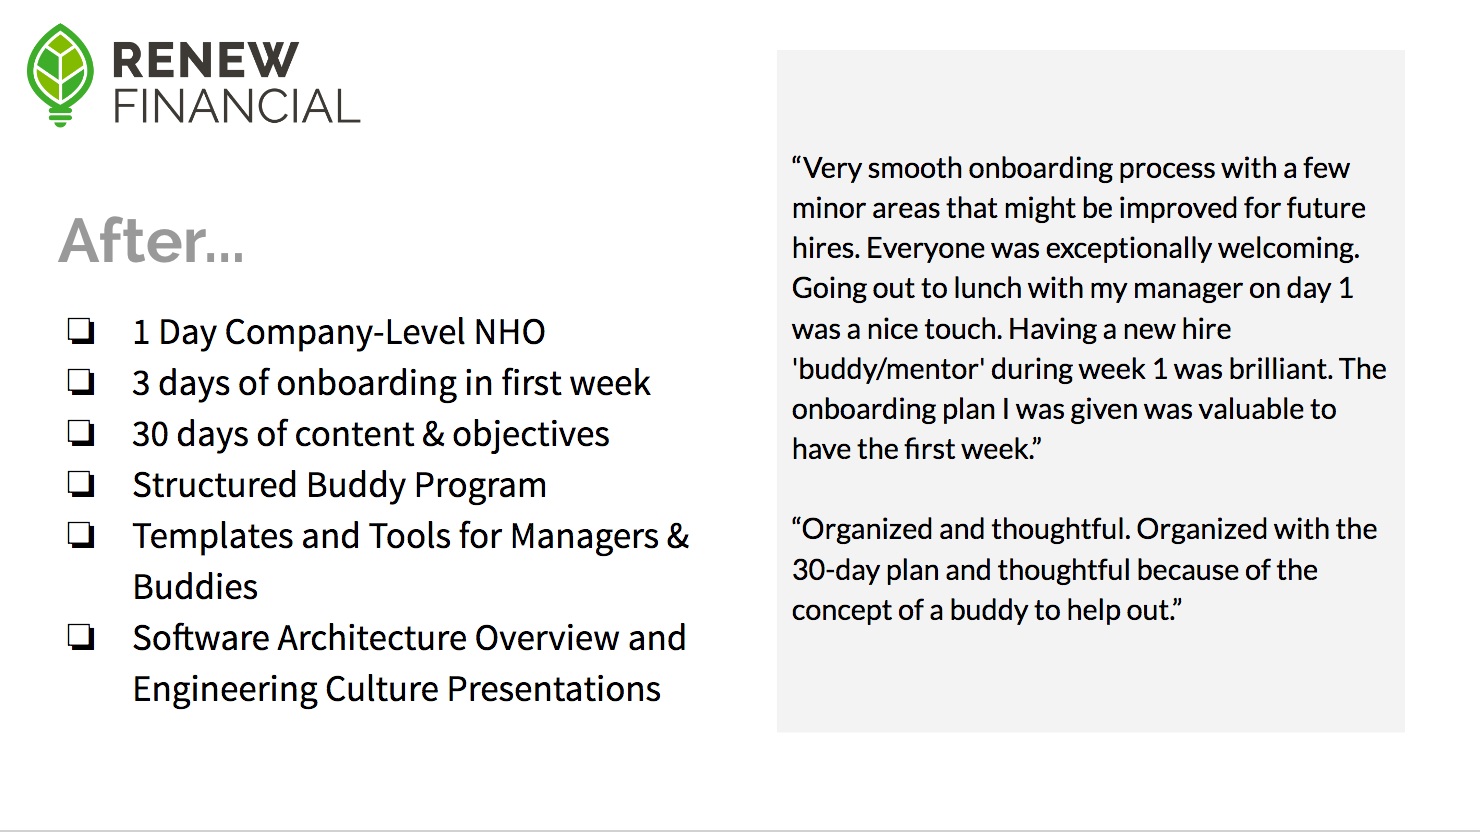 RENEW
FINANCIAL
After...
❏ 1 Day Company-Level NHO
❏ 3 days of onboarding in first week
❏ 30 days of content & objectives
❏ Structured Buddy Program
❏ Templates and Tools for Managers &
Buddies
❏ Software Architecture Overview and
Engineering Culture Presentations
“Very smooth onboarding process with a few
minor areas that might be improved for future
hires. Everyone was exceptionally welcoming.
Going out to lunch with my manager on day 1
was a nice touch. Having a new hire
'buddy/mentor' during week 1 was brilliant. The
onboarding plan I was given was valuable to
have the first week.”
“Organized and thoughtful. Organized with the
30-day plan and thoughtful because of the
concept of a buddy to help out.”